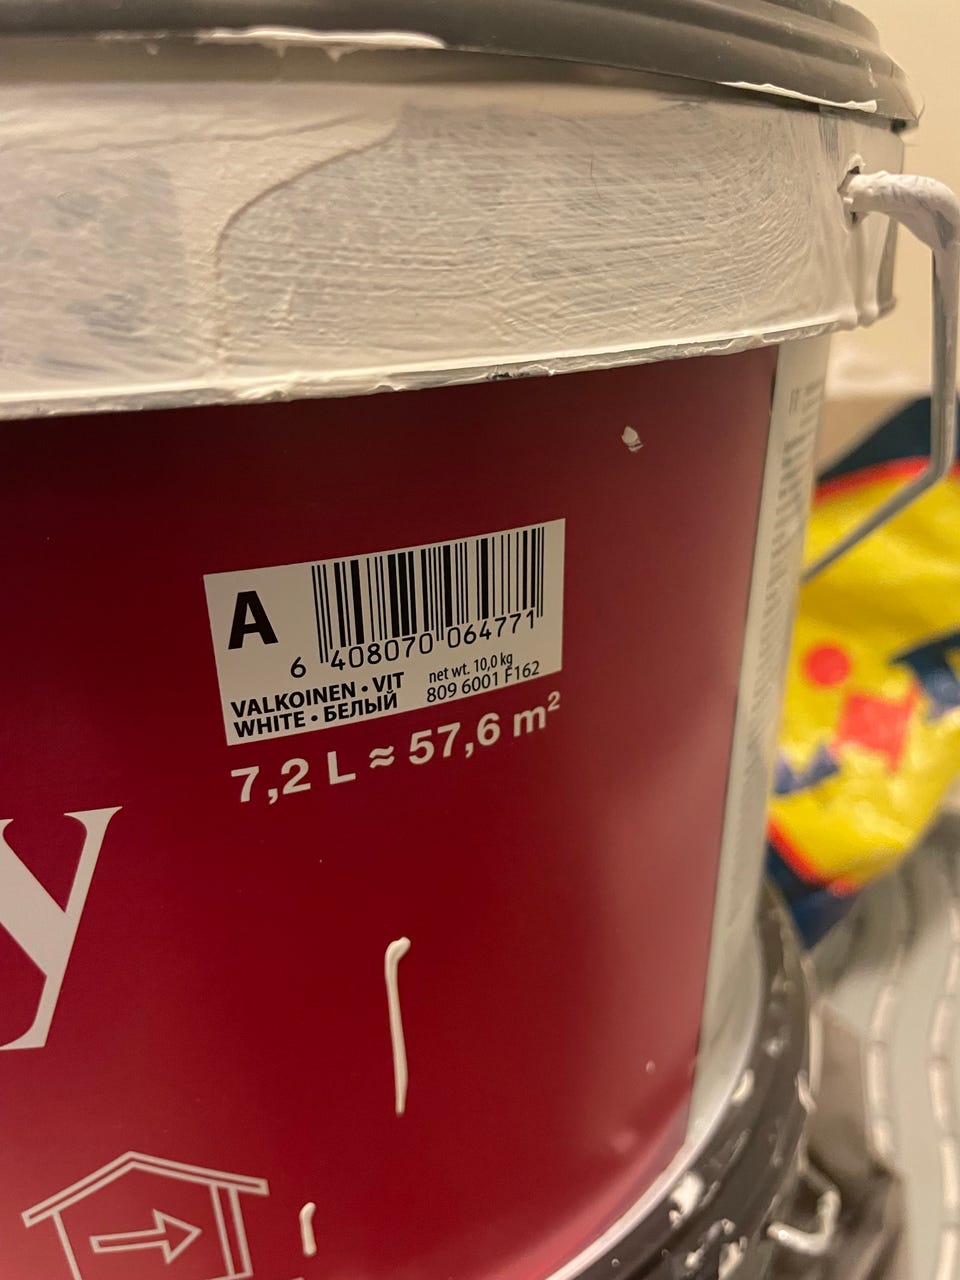 A
6 408070 064771
VALKOINEN • VIT
WHITE • БЕЛЫЙ
net wt. 10,0 kg
809 6001 F162
7,2 L ≈ 57,6 m²
y